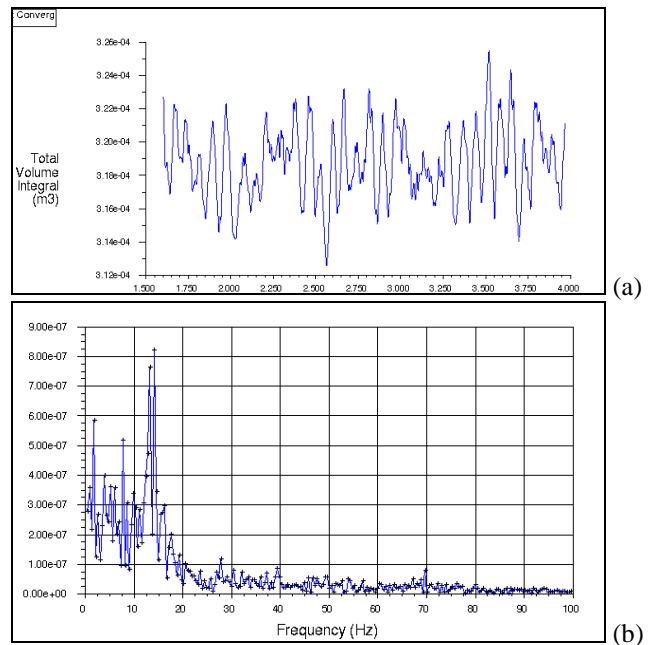 : Converg
3.26e-04
3.24e-04
3.22e-04
3.20e-04
3.18e-04
3.16e-04
3.14e-04
3.12e-04
Total
Volume
Integral
(m3)
1.500 1.750 2.000 2.250 2.500 2.750 3.000 3.250 3.500 3.750 4.000
(a)
9.00e-07
8.00e-07
7.00e-07
6.00e-07
5.00e-07
4.00e-07
3.00e-07
2.00e-07
1.00e-07
0.00e+00
0 10 20 30 40 50 60 70 80 90 100
Frequency (Hz)
(b)